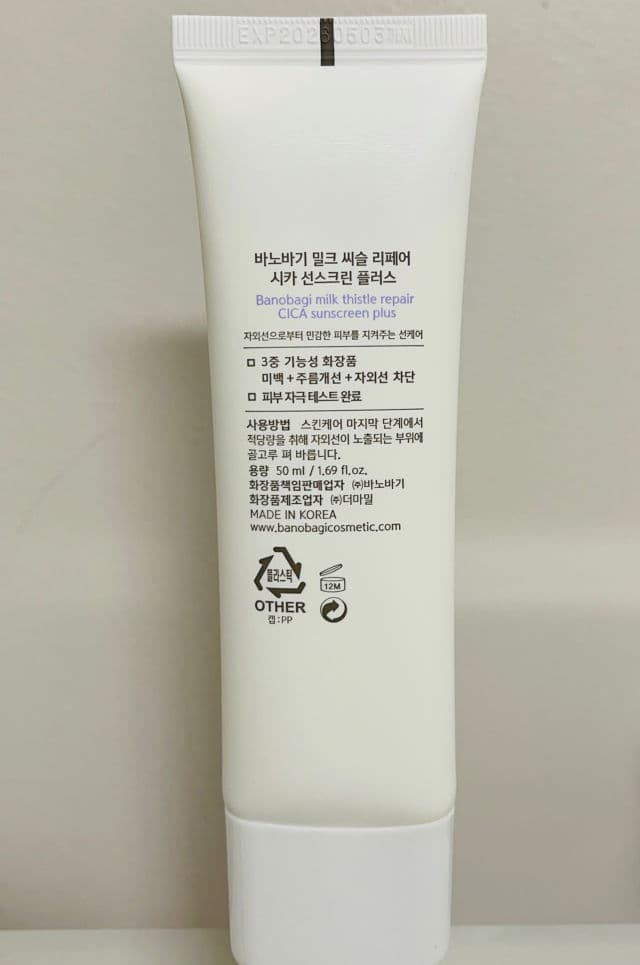 바노바기 밀크 씨슬 리페어
시카 선스크린 플러스
Banobagi milk thistle repair
CICA sunscreen plus
자외선으로부터 민감한 피부를 지켜주는 선케어
3중 기능성 화장품
미백 + 주름개선 + 자외선 차단
피부 자극 테스트 완료
사용방법 스킨케어 마지막 단계에서
적당량을 취해 자외선이 노출되는 부위에
골고루 펴 바릅니다.
용량 50 ml / 1.69 fl.oz.
화장품책임판매업자 ㈜바노바기
화장품제조업자 ㈜더마밀
MADE IN KOREA
www.banobagicosmetic.com
플라스틱
12M
OTHER
캡 : PP